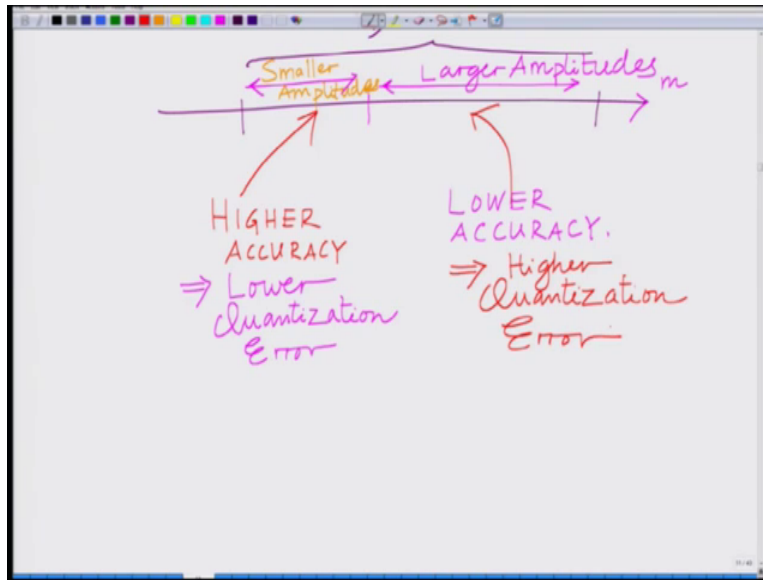 Smaller
Amplitudes
Larger Amplitudes
m
HIGHER
ACCURACY
⇒ Lower
Quantization
Error
LOWER
ACCURACY.
⇒ Higher
Quantization
Error